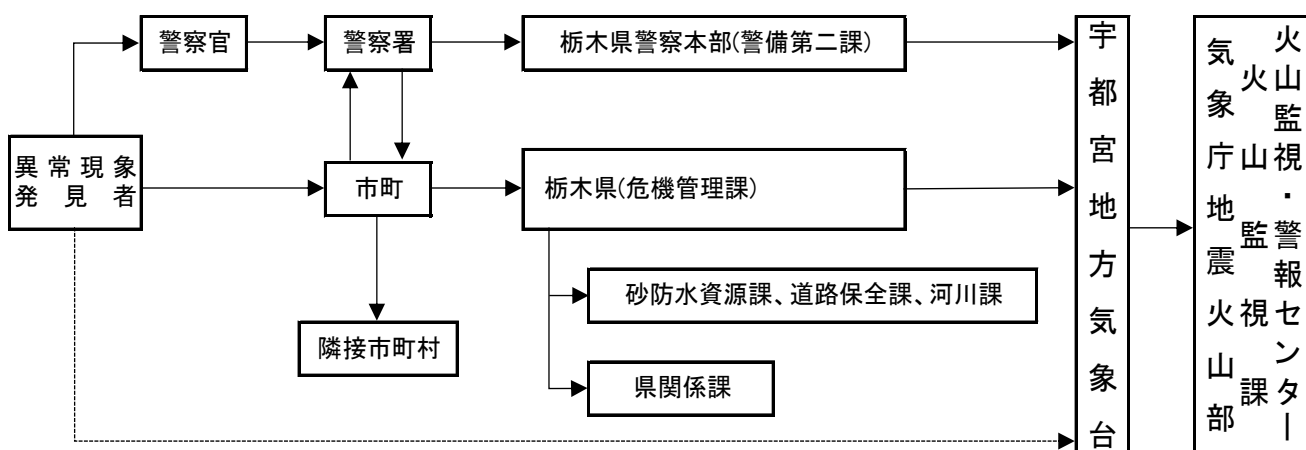 警察官
警察署
栃木県警察本部(警備第二課)
異常現象
発見者
市町
栃木県(危機管理課)
砂防水資源課、道路保全課、河川課
隣接市町村
県関係課
宇都宮地方気象台
気象庁地震火山部
火山監視課
火山監視・警報センター